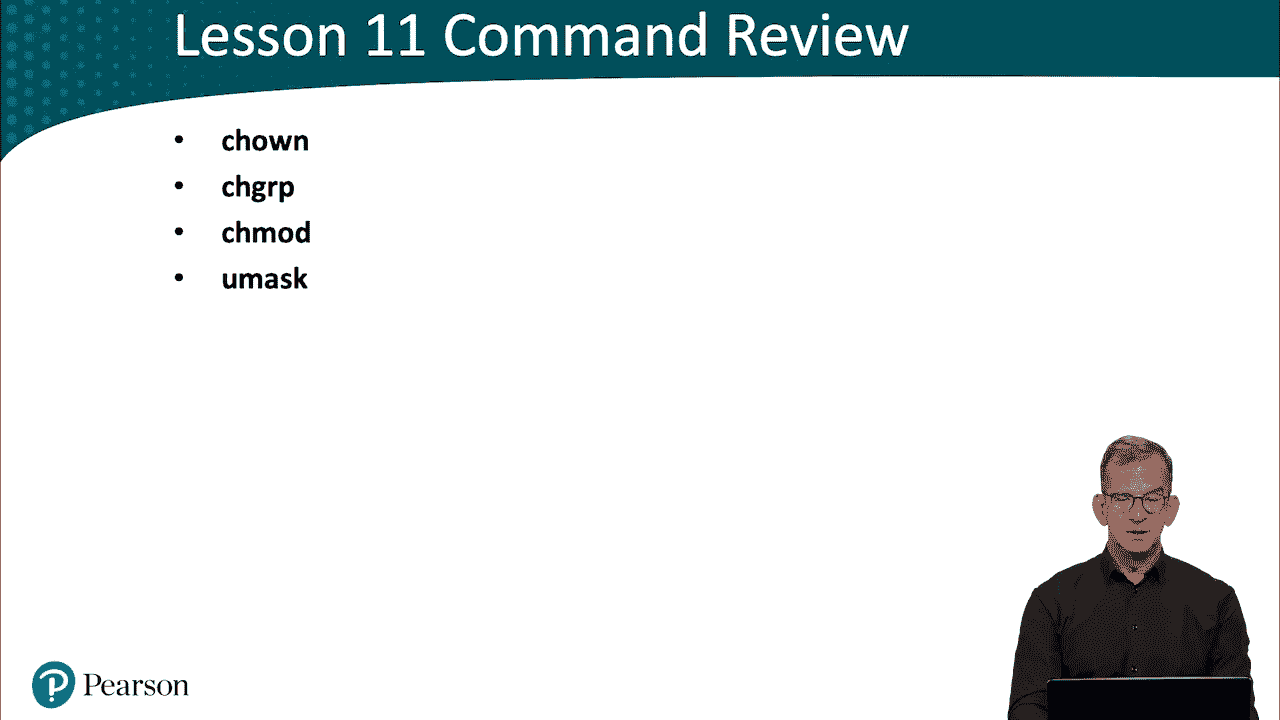 Lesson 11 Command Review
• chown
• chgrp
• chmod
• umask
Pearson